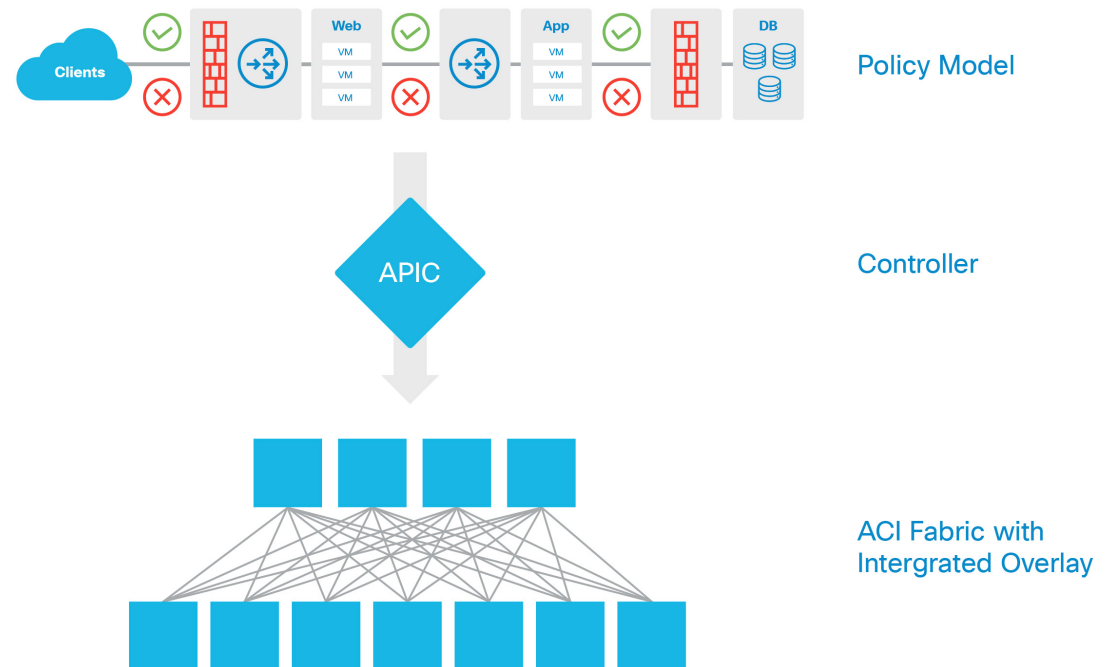 Clients
Web
VM
VM
VM
App
VM
VM
VM
DB
Policy Model
APIC
Controller
ACI Fabric with
Intergrated Overlay